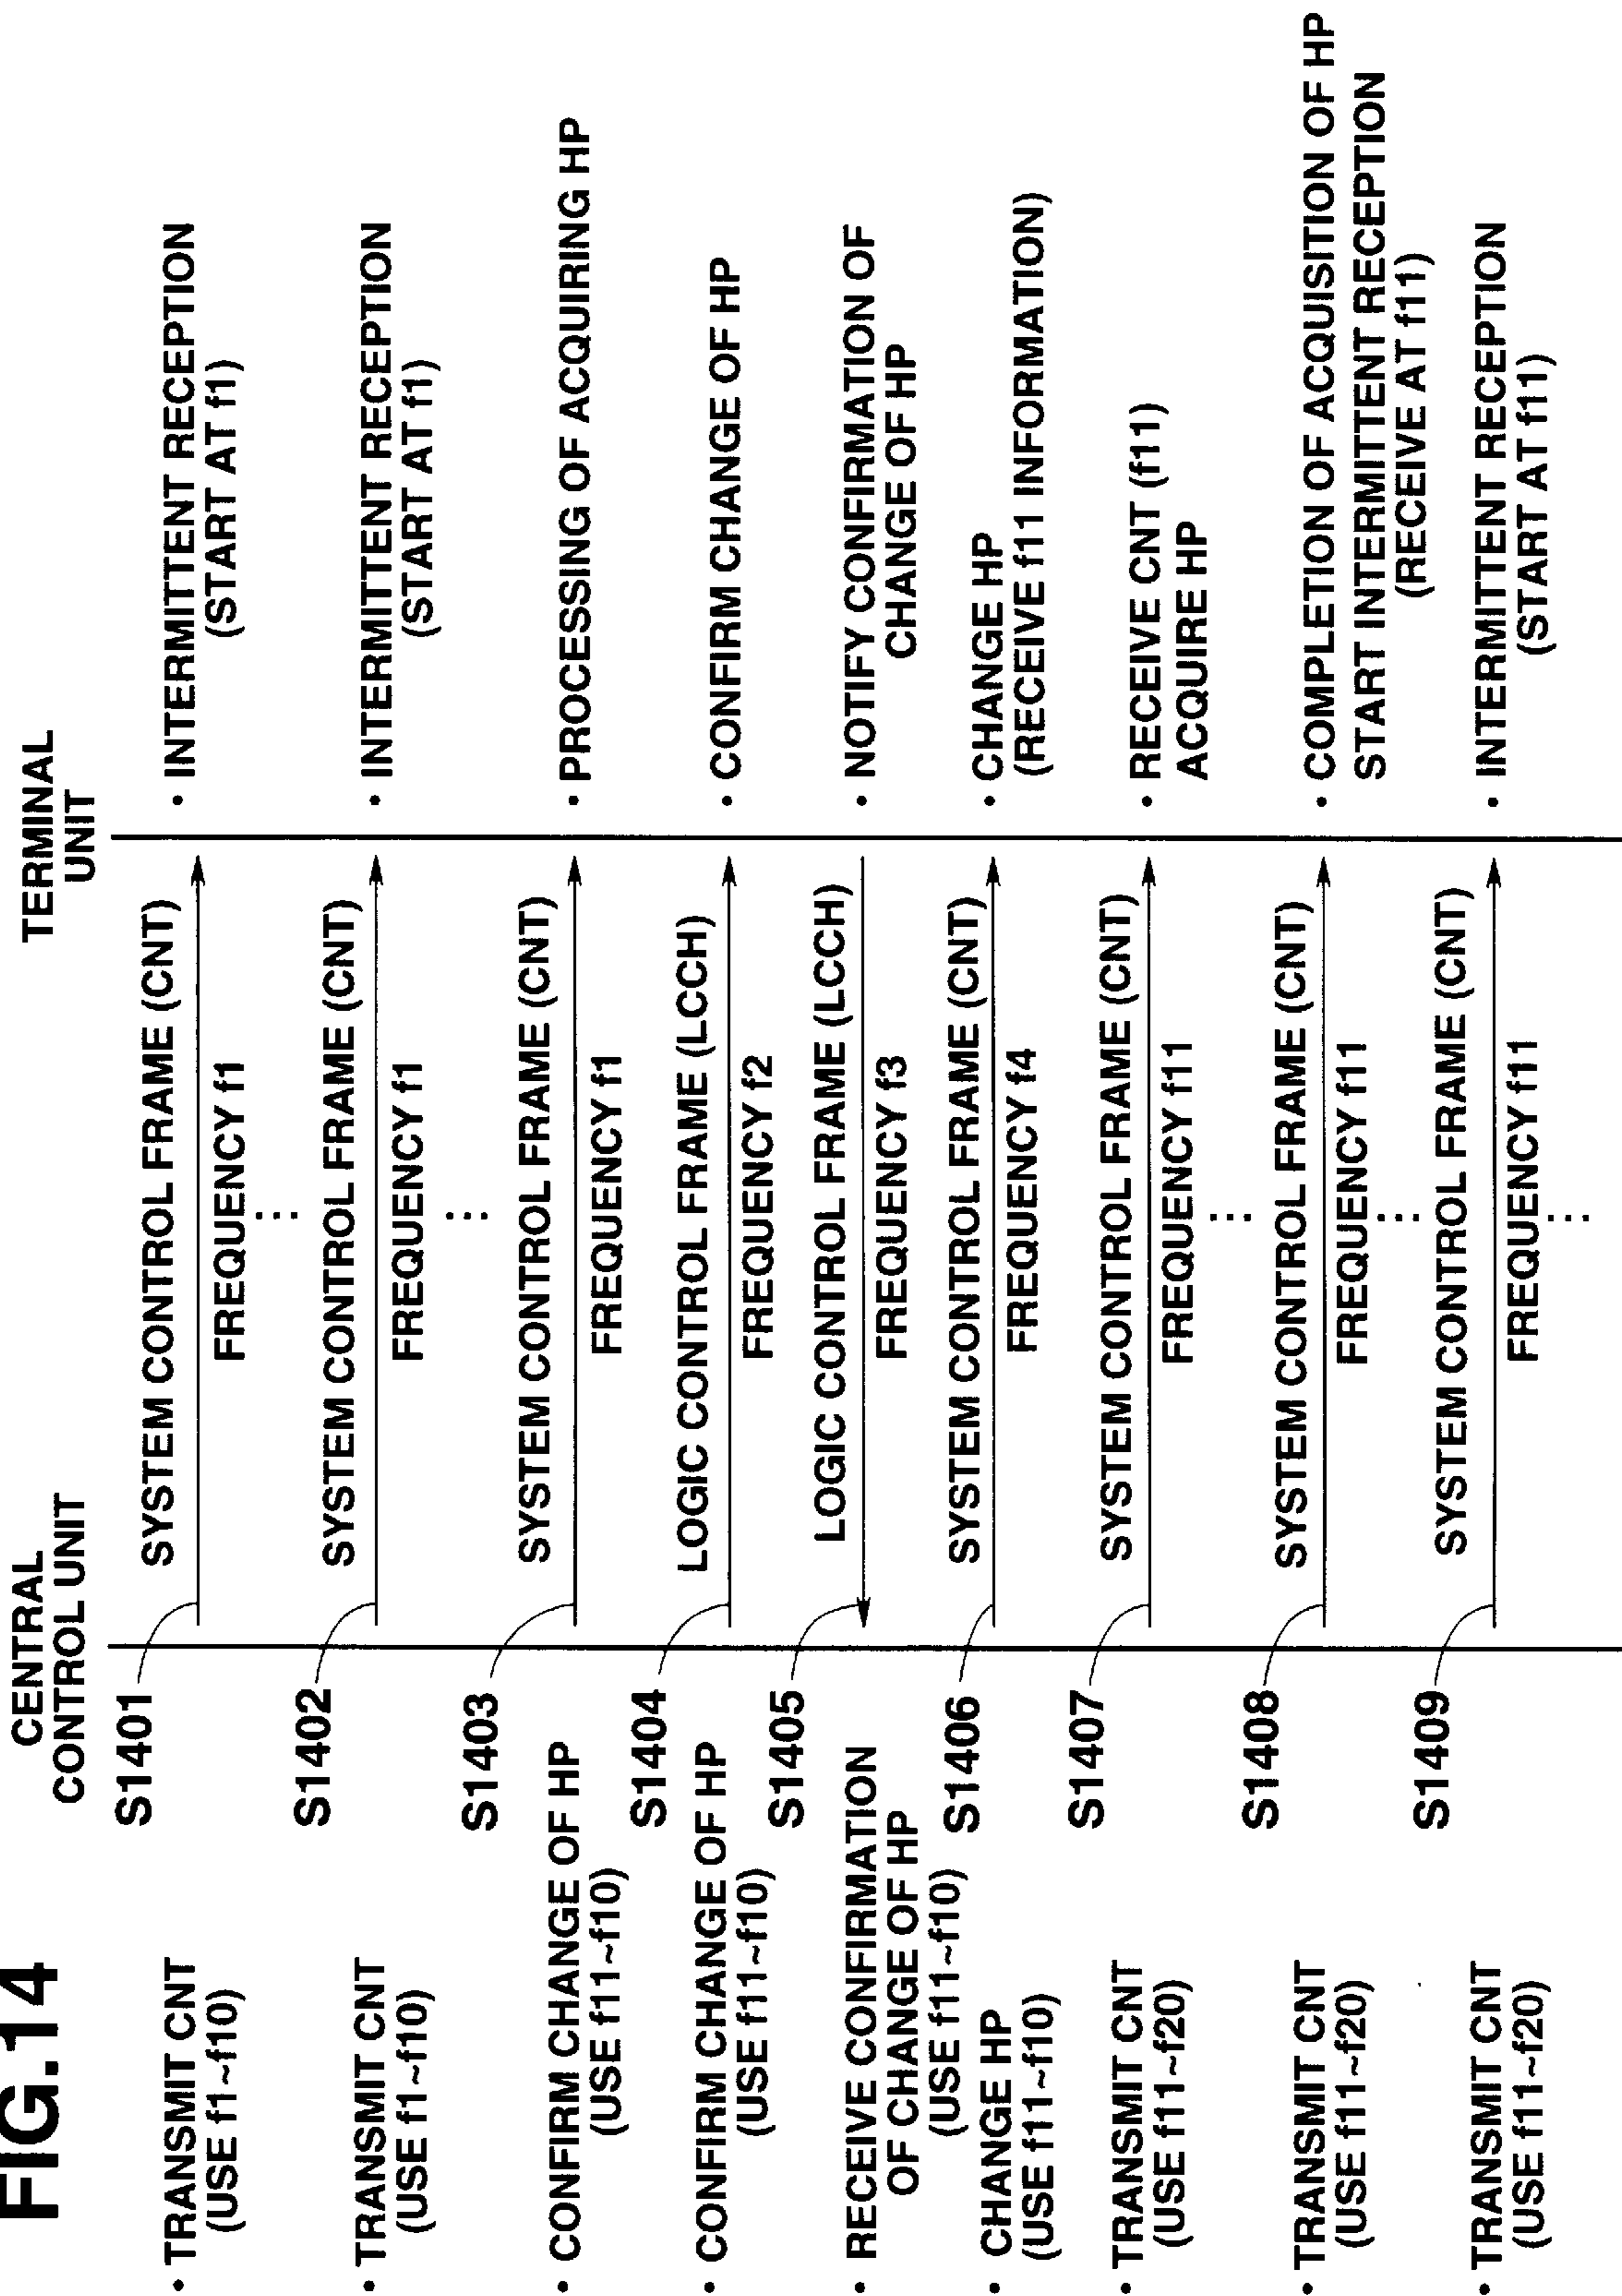 FIG.14
CENTRAL
CONTROL UNIT
TERMINAL
UNIT
• TRANSMIT CNT
(USE f1~f10)
S1401
SYSTEM CONTROL FRAME (CNT)
FREQUENCY f1
• INTERMITTENT RECEPTION
(START AT f1)
• TRANSMIT CNT
(USE f1~f10)
S1402
SYSTEM CONTROL FRAME (CNT)
FREQUENCY f1
• INTERMITTENT RECEPTION
(START AT f1)
• CONFIRM CHANGE OF HP
(USE f11~f10)
S1403
SYSTEM CONTROL FRAME (CNT)
FREQUENCY f1
• PROCESSING OF ACQUIRING HP
• CONFIRM CHANGE OF HP
(USE f11~f10)
S1404
LOGIC CONTROL FRAME (LCCH)
FREQUENCY f2
• CONFIRM CHANGE OF HP
• RECEIVE CONFIRMATION
OF CHANGE OF HP
(USE f11~f10)
S1405
LOGIC CONTROL FRAME (LCCH)
FREQUENCY f3
• NOTIFY CONFIRMATION OF
CHANGE OF HP
• CHANGE HP
(USE f11~f10)
S1406
SYSTEM CONTROL FRAME (CNT)
FREQUENCY f4
• CHANGE HP
(RECEIVE f11 INFORMATION)
• TRANSMIT CNT
(USE f11~f20)
S1407
SYSTEM CONTROL FRAME (CNT)
FREQUENCY f11
• RECEIVE CNT (f11)
ACQUIRE HP
• TRANSMIT CNT
(USE f11~f20)
S1408
SYSTEM CONTROL FRAME (CNT)
FREQUENCY f11
• COMPLETION OF ACQUISITION OF HP
START INTERMITTENT RECEPTION
(RECEIVE AT f11)
• TRANSMIT CNT
(USE f11~f20)
S1409
SYSTEM CONTROL FRAME (CNT)
FREQUENCY f11
• INTERMITTENT RECEPTION
(START AT f11)